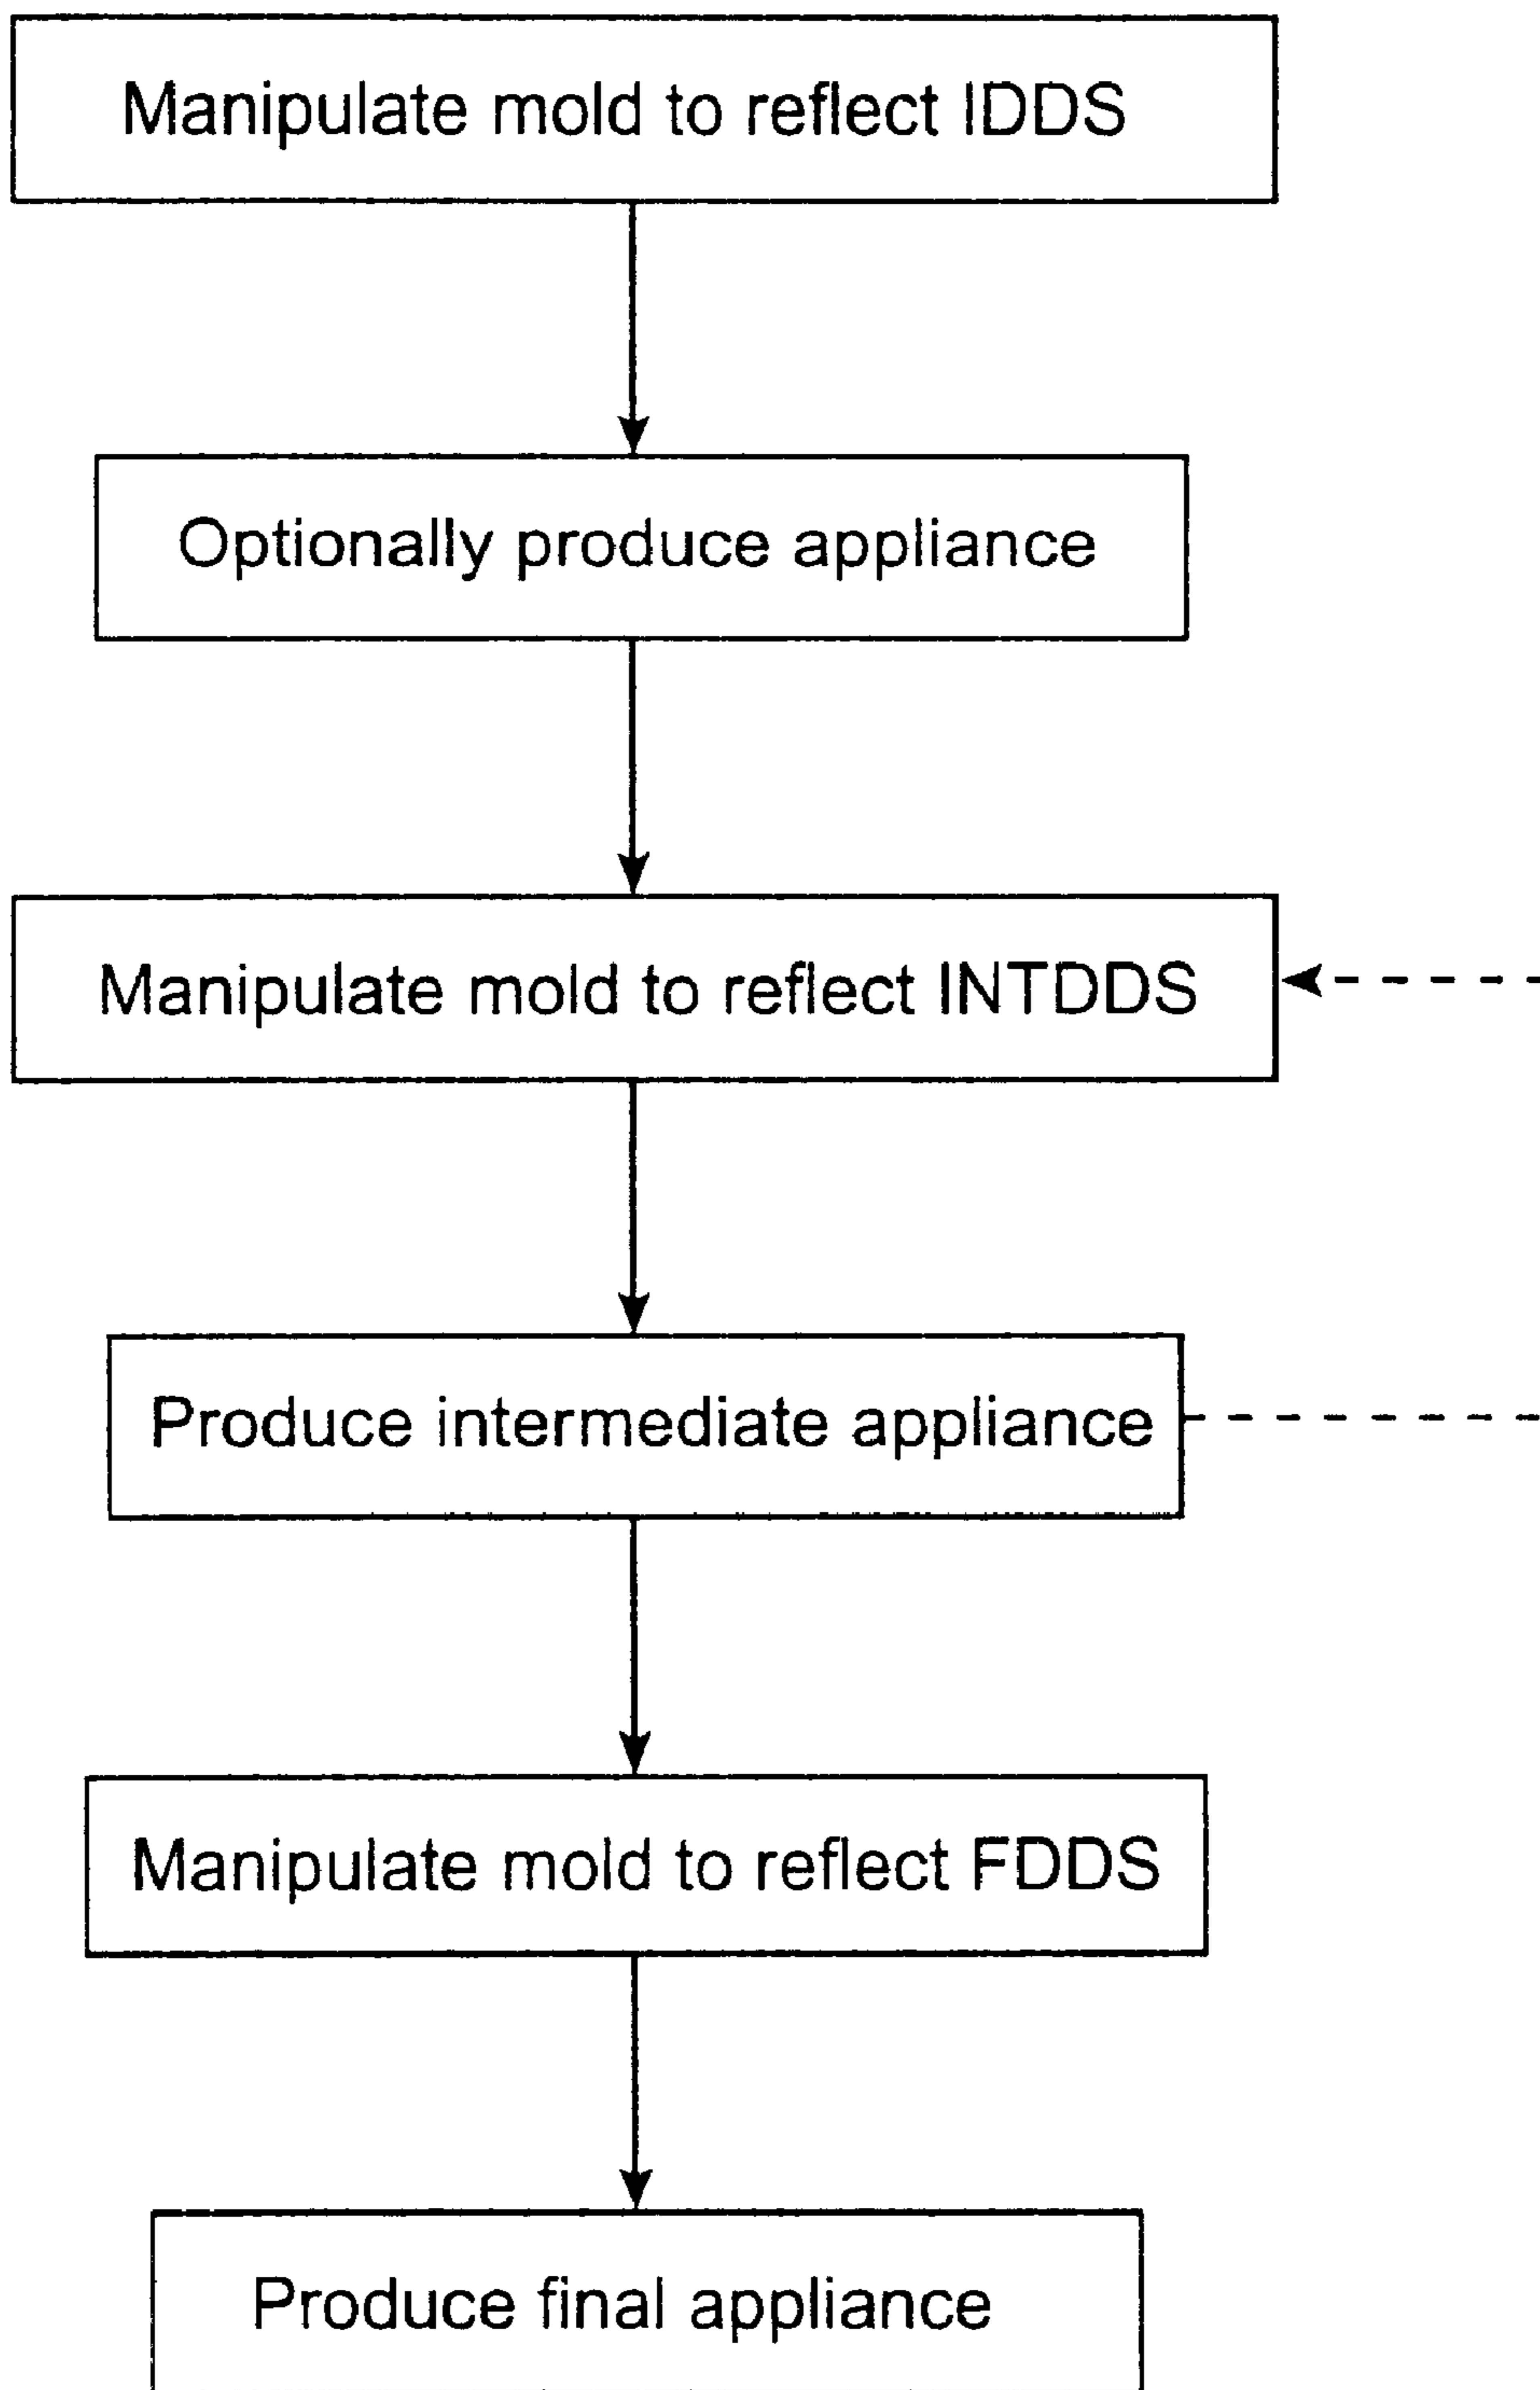 Manipulate mold to reflect IDDS
Optionally produce appliance
Manipulate mold to reflect INTDDS
Produce intermediate appliance
Manipulate mold to reflect FDDS
Produce final appliance